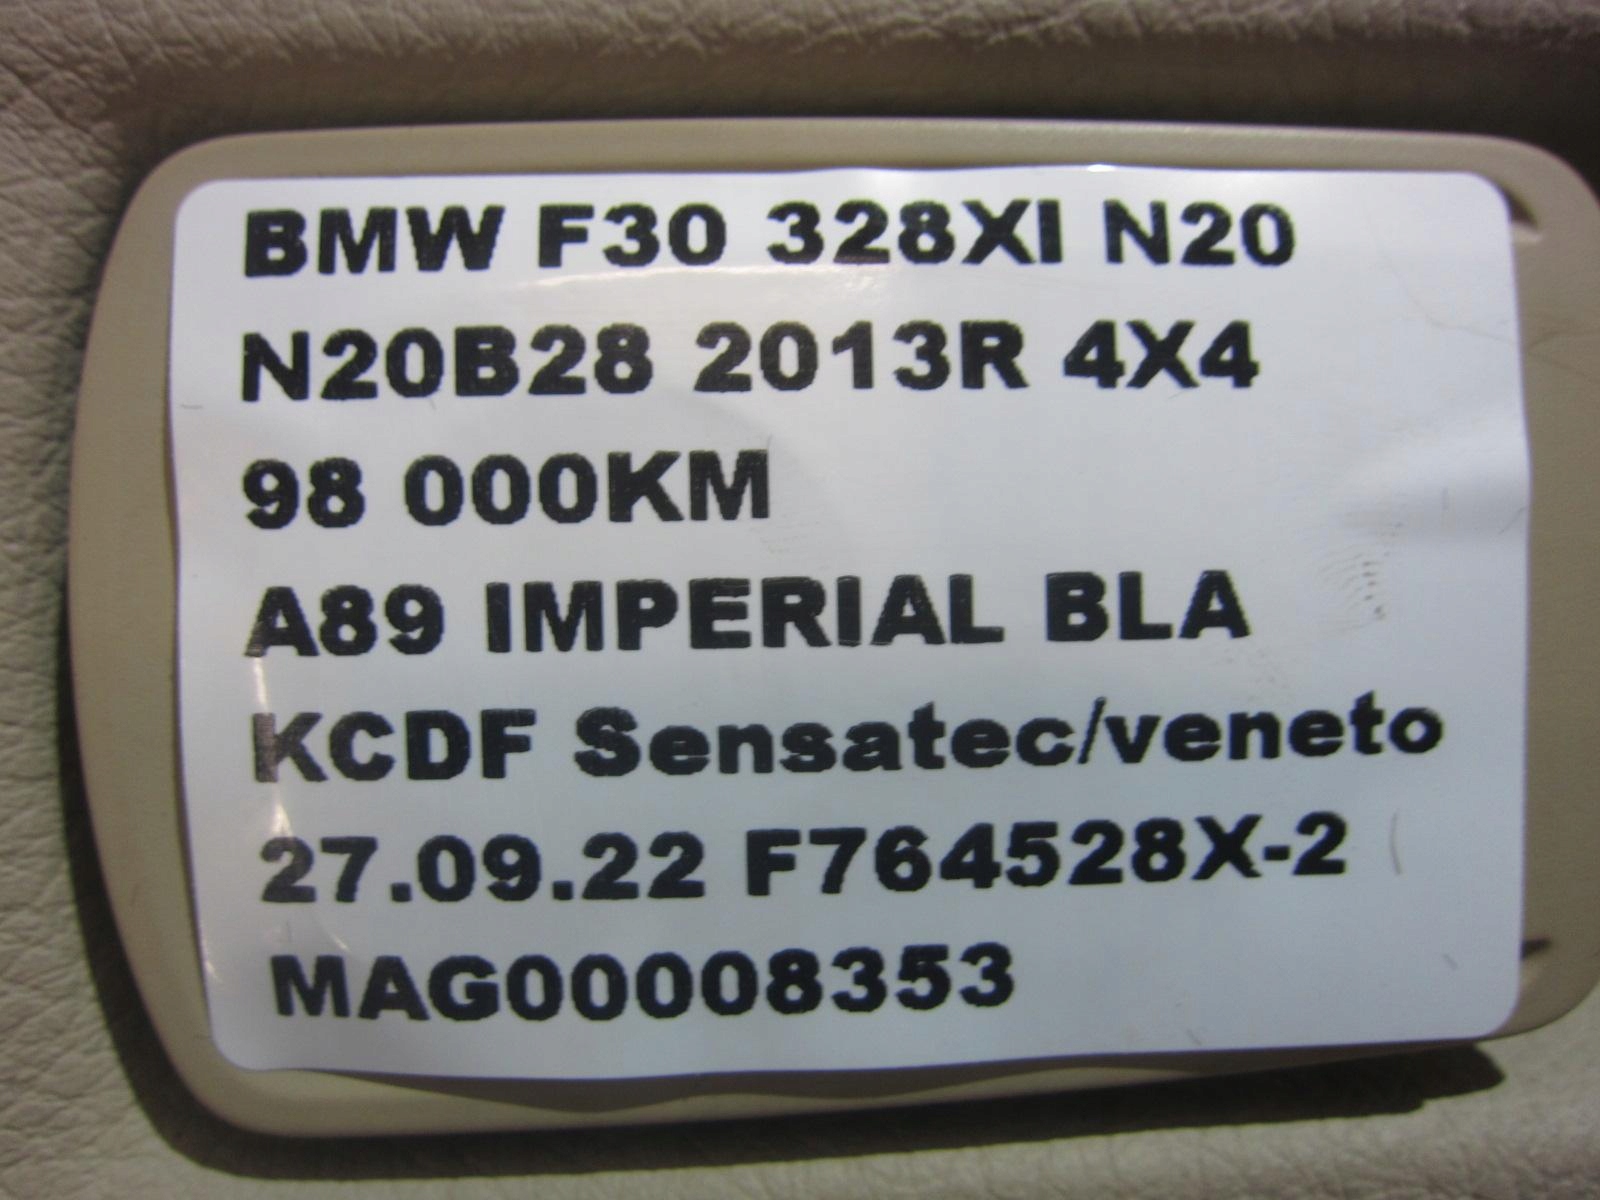 BMW F30 328XI N20
N20B28 2013R 4X4
98 000KM
A89 IMPERIAL BLA
KCDF Sensatec/veneto
27.09.22 F764528X-2
MAG00008353